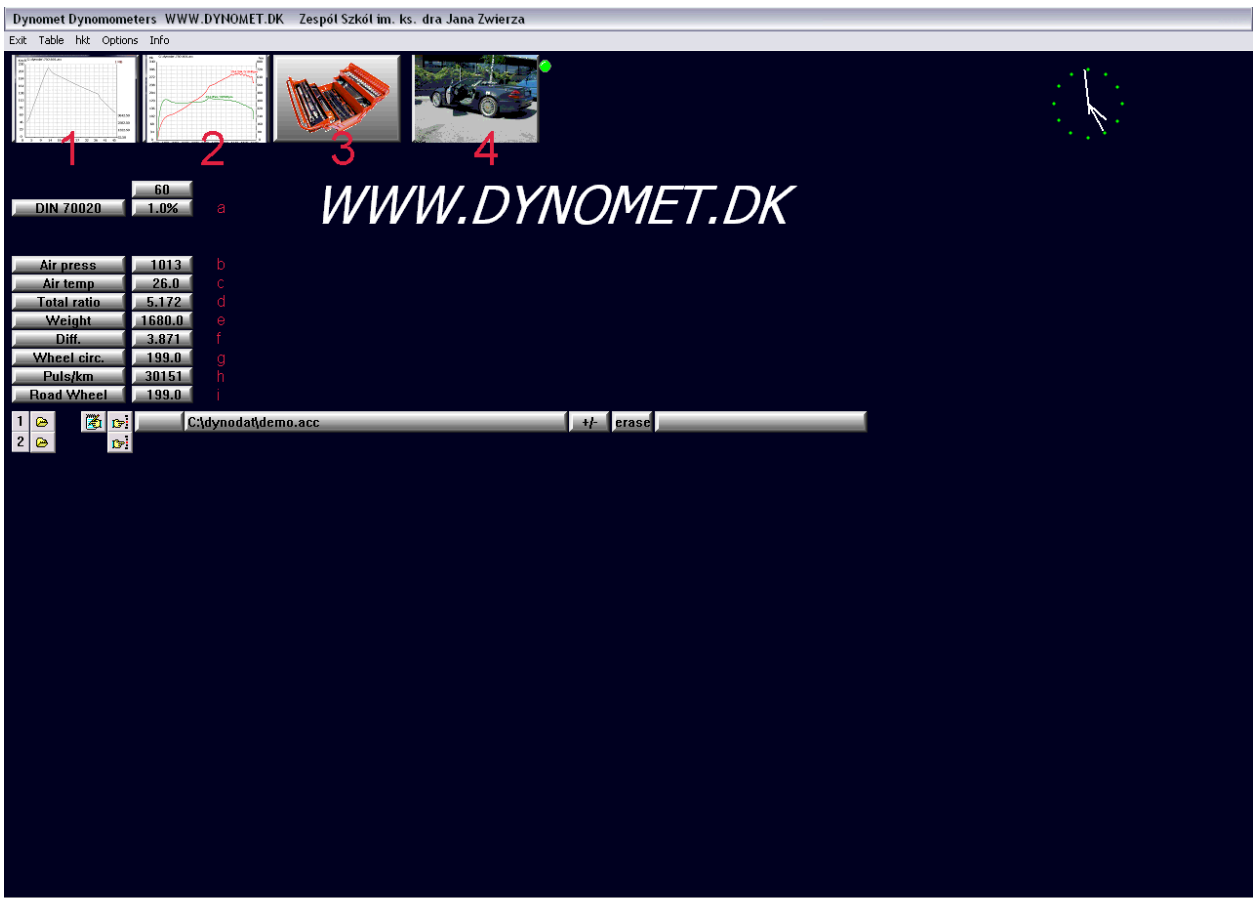 Dynomet Dynomometers WWW.DYNOMET.DK Zespół Szkól im. ks. dra Jana Zwierza
Exit Table hkt Options Info
1 2 3 4
60
DIN 70020 1.0% a
WWW.DYNOMET.DK
Air press 1013 b
Air temp 26.0 c
Total ratio 5.172 d
Weight 1680.0 e
Diff. 3.871 f
Wheel circ. 199.0 g
Puls/km 30151 h
Road Wheel 199.0 i
1 C:\dynodat\demo.acc +/- erase
2